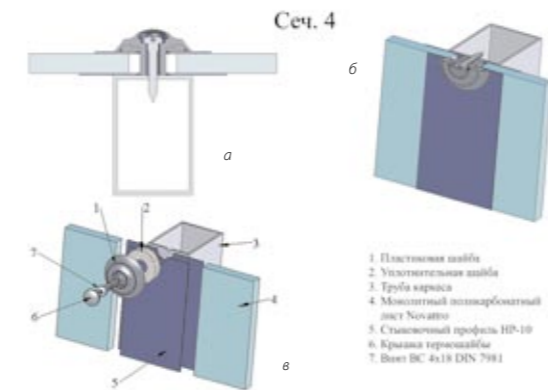 Сеч. 4
а
б
в
1
2
3
4
5
6
7
1. Пластиковая шайба
2. Уплотнительная шайба
3. Труба каркаса
4. Монолитный поликарбонатный
лист Novattro
5. Стыковочный профиль HP-10
6. Крышка термошайбы
7. Винт ВС 4х18 DIN 7981